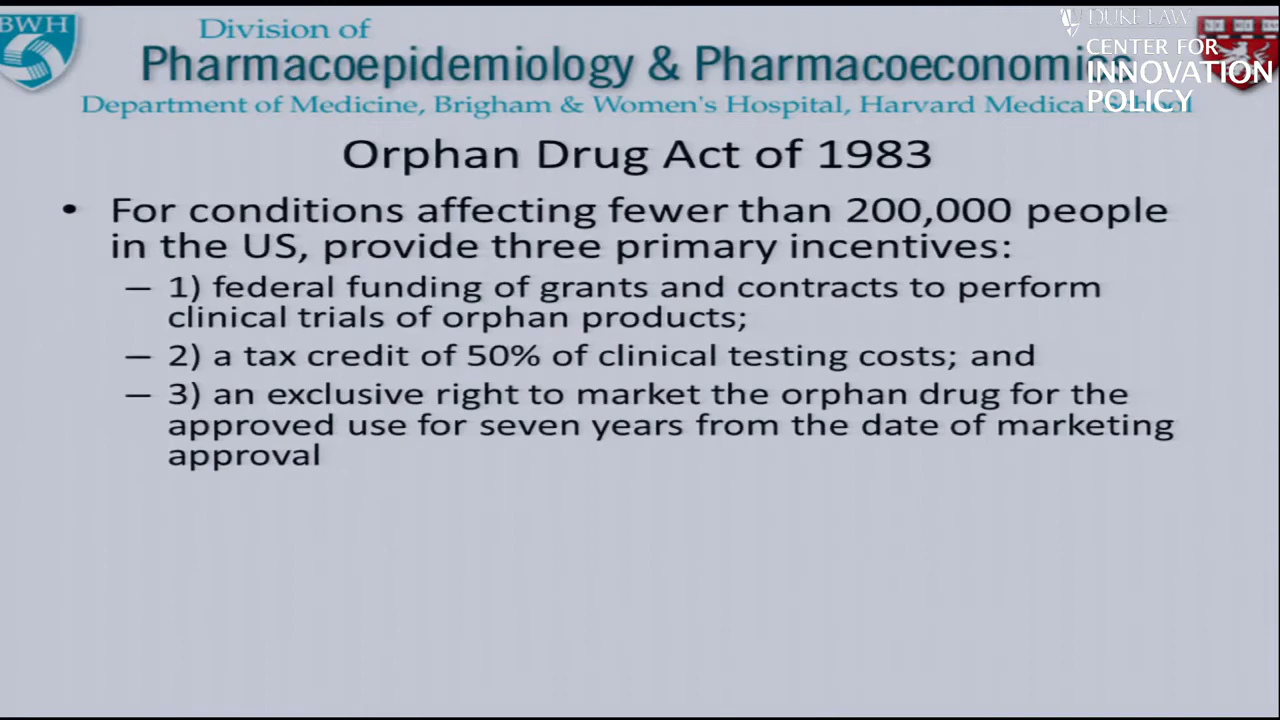 BWH
Division of
DUKE LAW
CENTER FOR
INNOVATION
POLICY
Pharmacoepidemiology & Pharmacoeconomi
Department of Medicine, Brigham & Women's Hospital, Harvard Medical School
Orphan Drug Act of 1983
• For conditions affecting fewer than 200,000 people
in the US, provide three primary incentives:
– 1) federal funding of grants and contracts to perform
clinical trials of orphan products;
– 2) a tax credit of 50% of clinical testing costs; and
– 3) an exclusive right to market the orphan drug for the
approved use for seven years from the date of marketing
approval